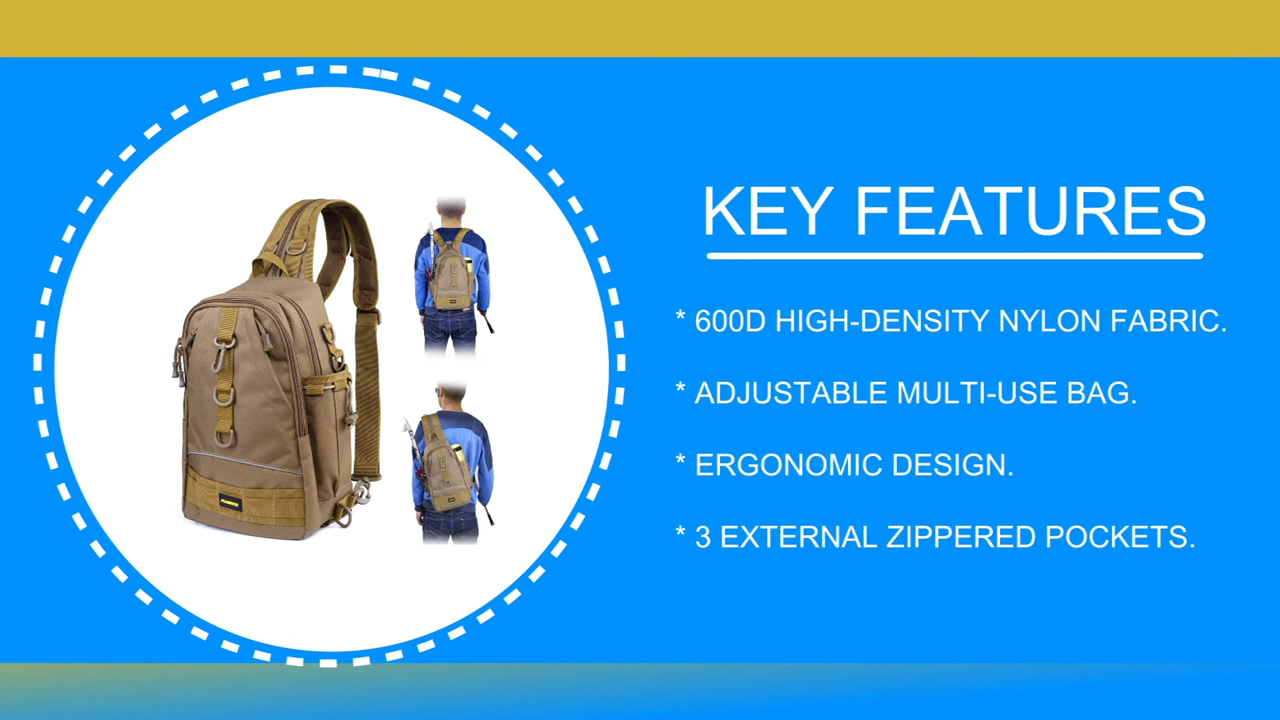 KEY FEATURES
* 600D HIGH-DENSITY NYLON FABRIC.
* ADJUSTABLE MULTI-USE BAG.
* ERGONOMIC DESIGN.
* 3 EXTERNAL ZIPPERED POCKETS.